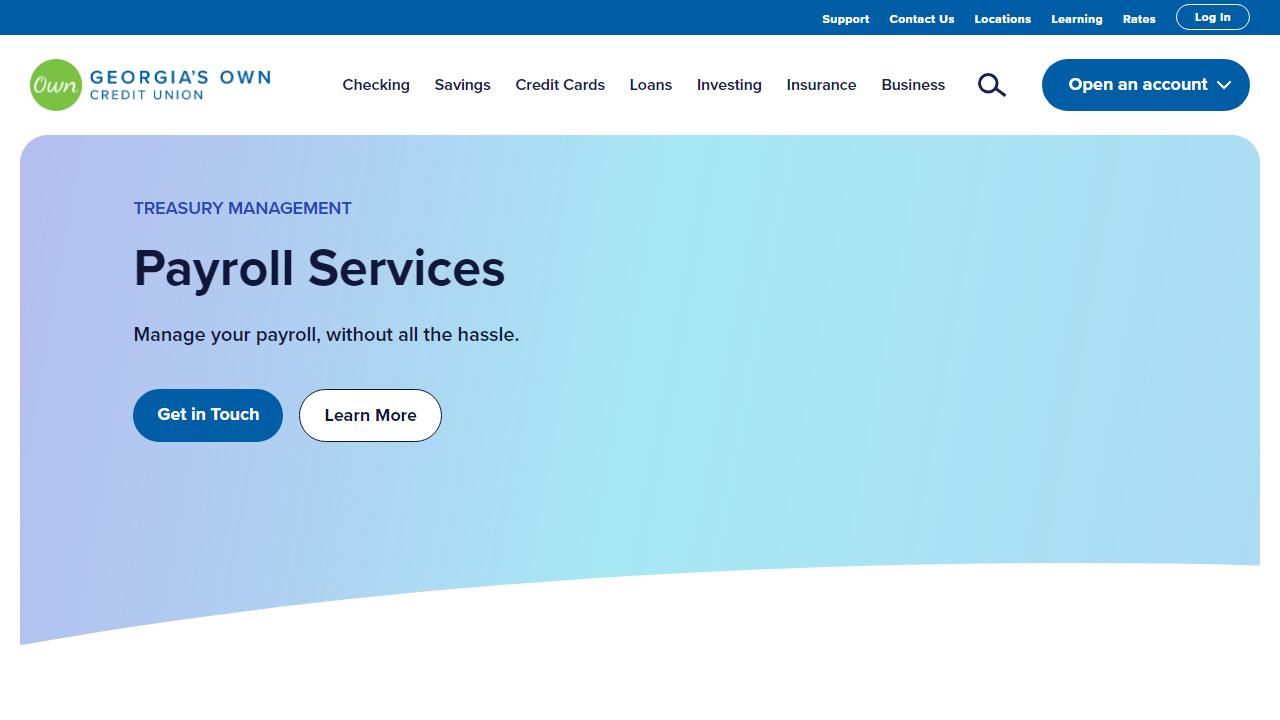 Support Contact Us Locations Learning Rates Log In
Own GEORGIA'S OWN
CREDIT UNION
Checking Savings Credit Cards Loans Investing Insurance Business Open an account
TREASURY MANAGEMENT
Payroll Services
Manage your payroll, without all the hassle.
Get in Touch Learn More